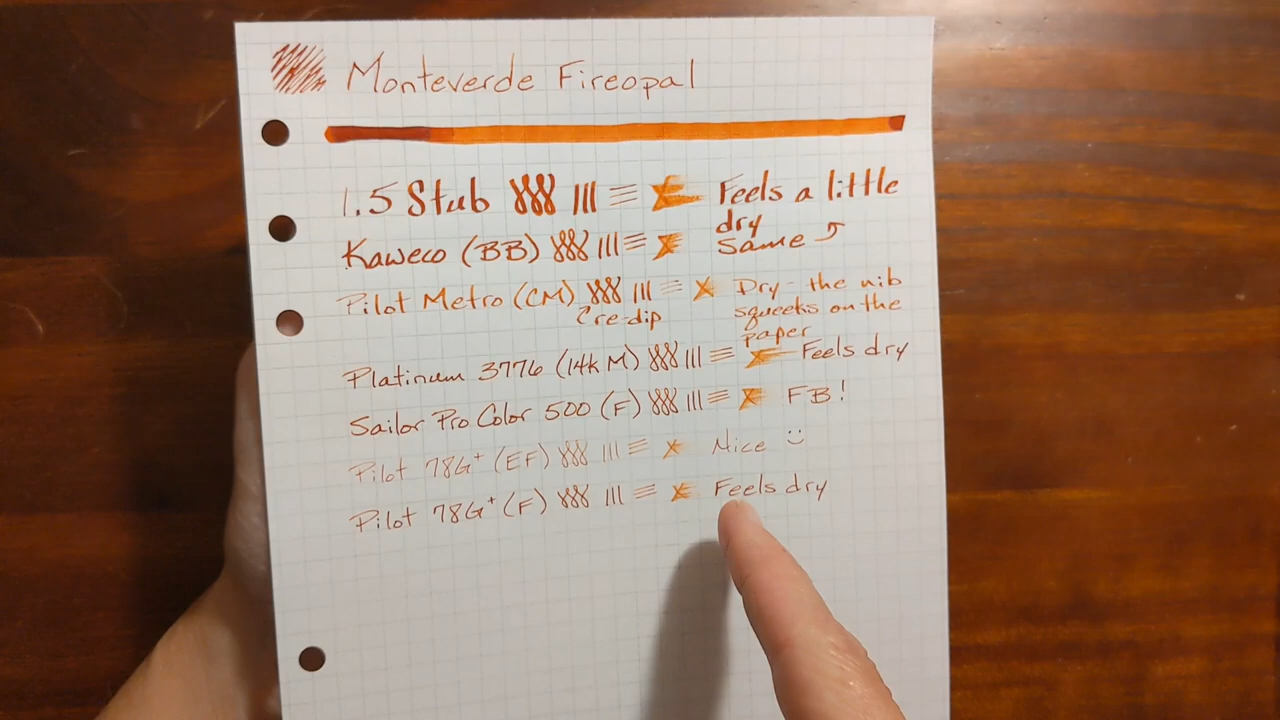 Monteverde Fireopal
1.5 Stub Feels a little
dry
Kaweco (BB) Same
Pilot Metro (CM) Dry - the nib
squeeks on the
re-dip
paper
Platinum 3776 (14k M) Feels dry
Sailor Pro Color 500 (F) FB!
Pilot 78G+ (EF) Nice
Pilot 78G+ (F) Feels dry